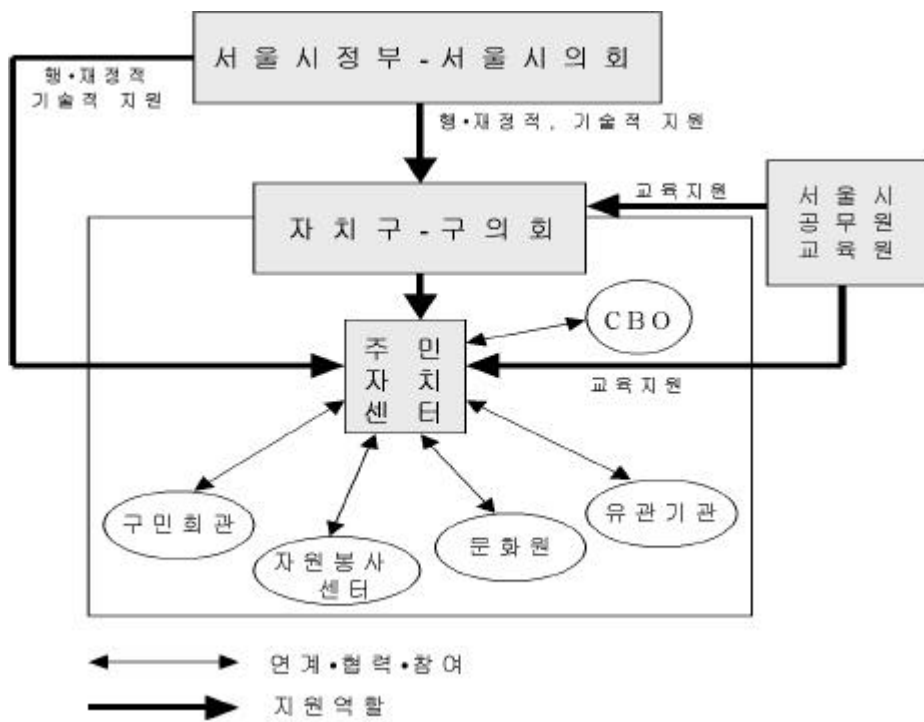 서울시정부-서울시의회
행•재정적
기술적 지원
행•재정적, 기술적 지원
교육지원
서울시
공무원
교육원
자치구-구의회
CBO
주민
자치
센터
교육지원
구민회관
자원봉사
센터
문화원
유관기관
연계•협력•참여
지원역할